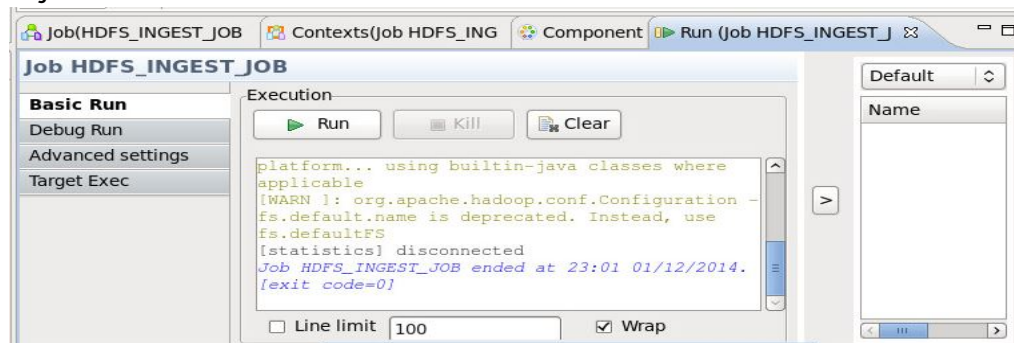 Job(HDFS_INGEST_JOB
Contexts(Job HDFS_ING
Component
Run (Job HDFS_INGEST_J
Job HDFS_INGEST_JOB
Basic Run
Debug Run
Advanced settings
Target Exec
Execution
Run
Kill
Clear
platform... using builtin-java classes where
applicable
[WARN ]: org.apache.hadoop.conf.Configuration -
fs.default.name is deprecated. Instead, use
fs.defaultFS
[statistics] disconnected
Job HDFS_INGEST_JOB ended at 23:01 01/12/2014.
[exit code=0]
Line limit 100
Wrap
>
Default
Name